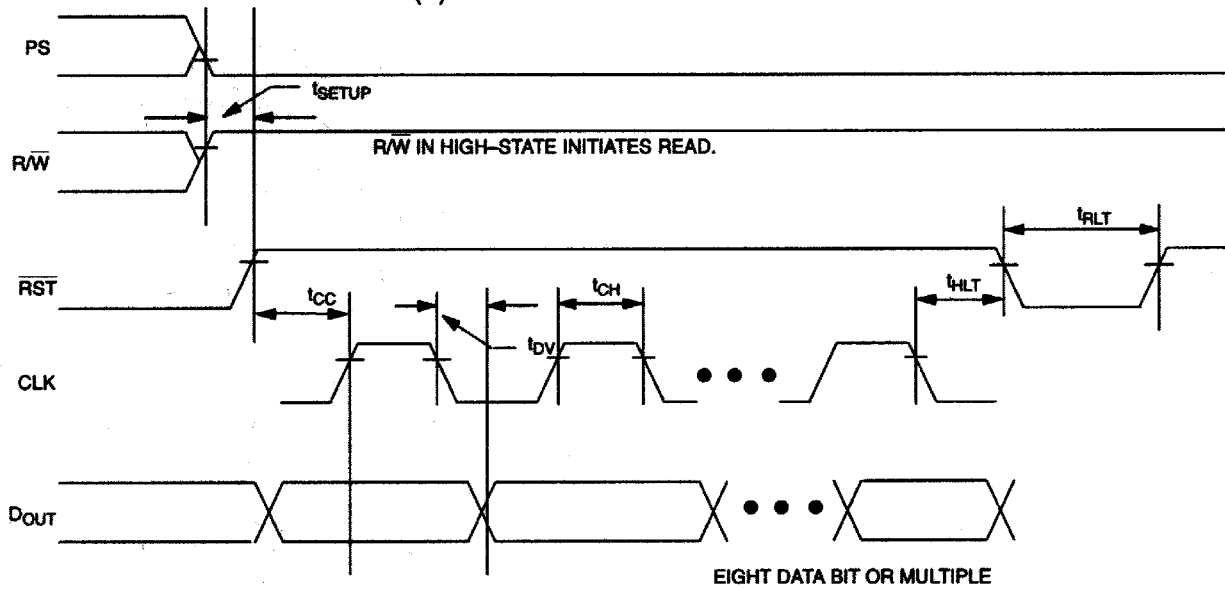 PS
tSETUP
R/W̅
R/W̅ IN HIGH–STATE INITIATES READ.
tRLT
R̅S̅T̅
tCC
tCH
tHLT
tDV
CLK
DOUT
EIGHT DATA BIT OR MULTIPLE